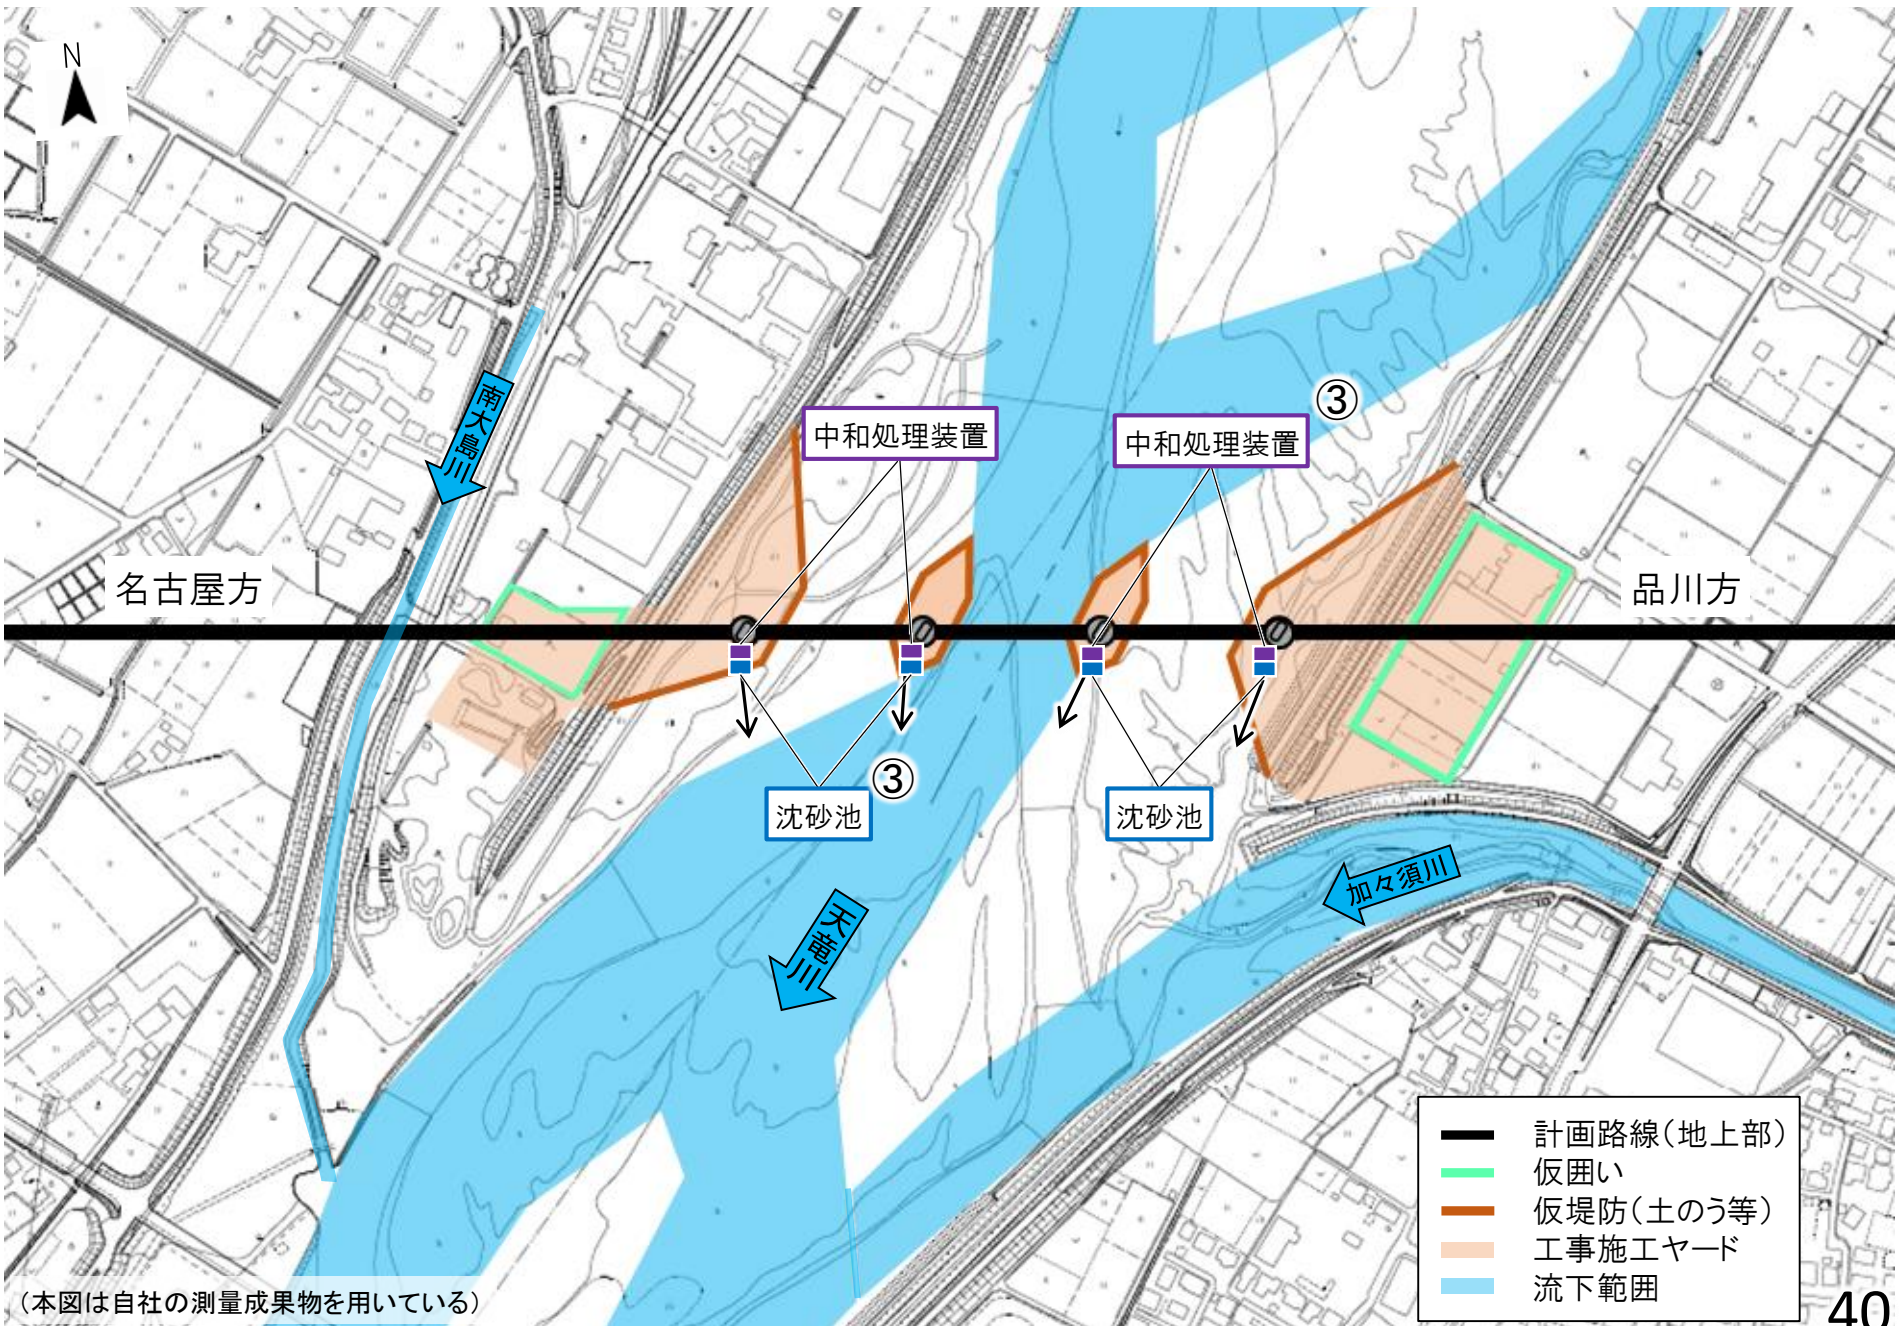 N
南大島川
③
中和処理装置
中和処理装置
名古屋方
品川方
③
沈砂池
沈砂池
加々須川
天竜川
計画路線（地上部）
仮囲い
仮堤防（土のう等）
工事施工ヤード
流下範囲
（本図は自社の測量成果物を用いている）
40